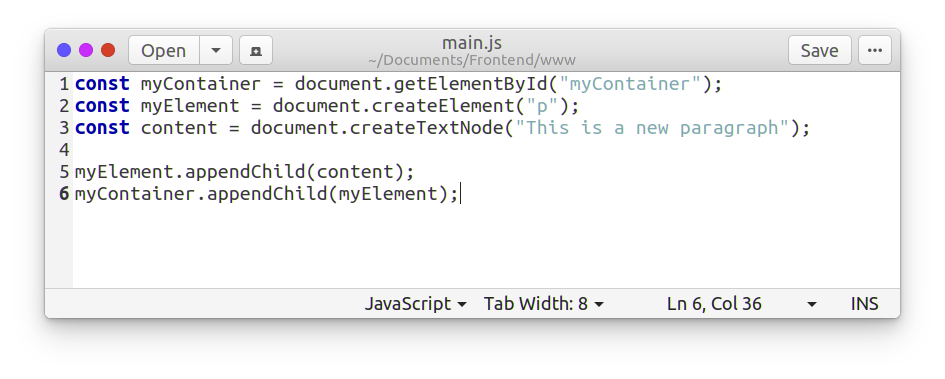 Open
main.js
~/Documents/Frontend/www
Save
1 const myContainer = document.getElementById("myContainer");
2 const myElement = document.createElement("p");
3 const content = document.createTextNode("This is a new paragraph");
4
5 myElement.appendChild(content);
6 myContainer.appendChild(myElement);
JavaScript Tab Width: 8 Ln 6, Col 36 INS